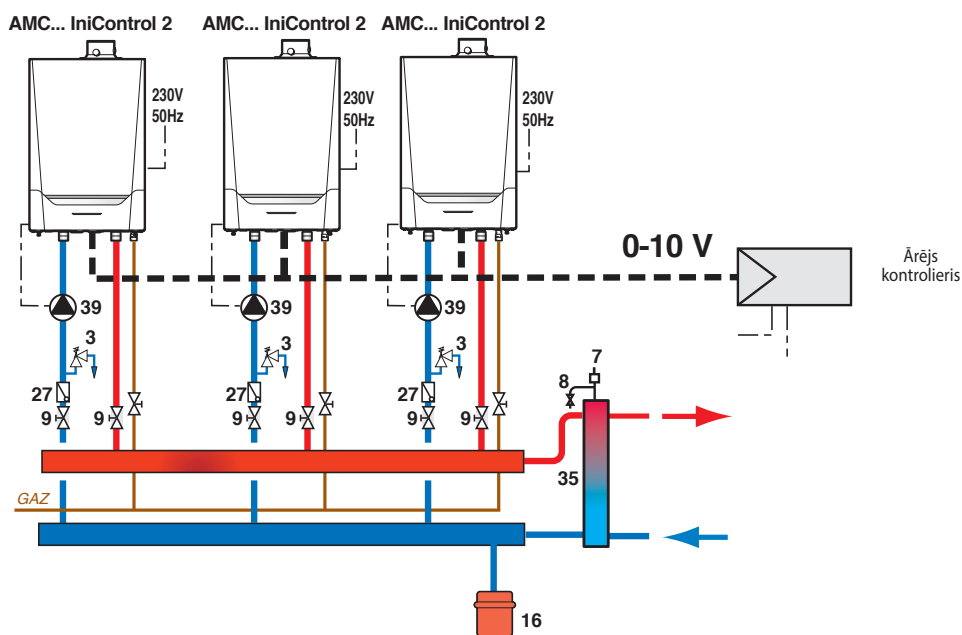 AMC... IniControl 2 AMC... IniControl 2 AMC... IniControl 2
230V
50Hz
230V
50Hz
230V
50Hz
0-10 V
Ārējs
kontrolieris
39 39 39
3 3 3
7
8
27 27 27
9 9 9 9 9 9
35
GAZ
16